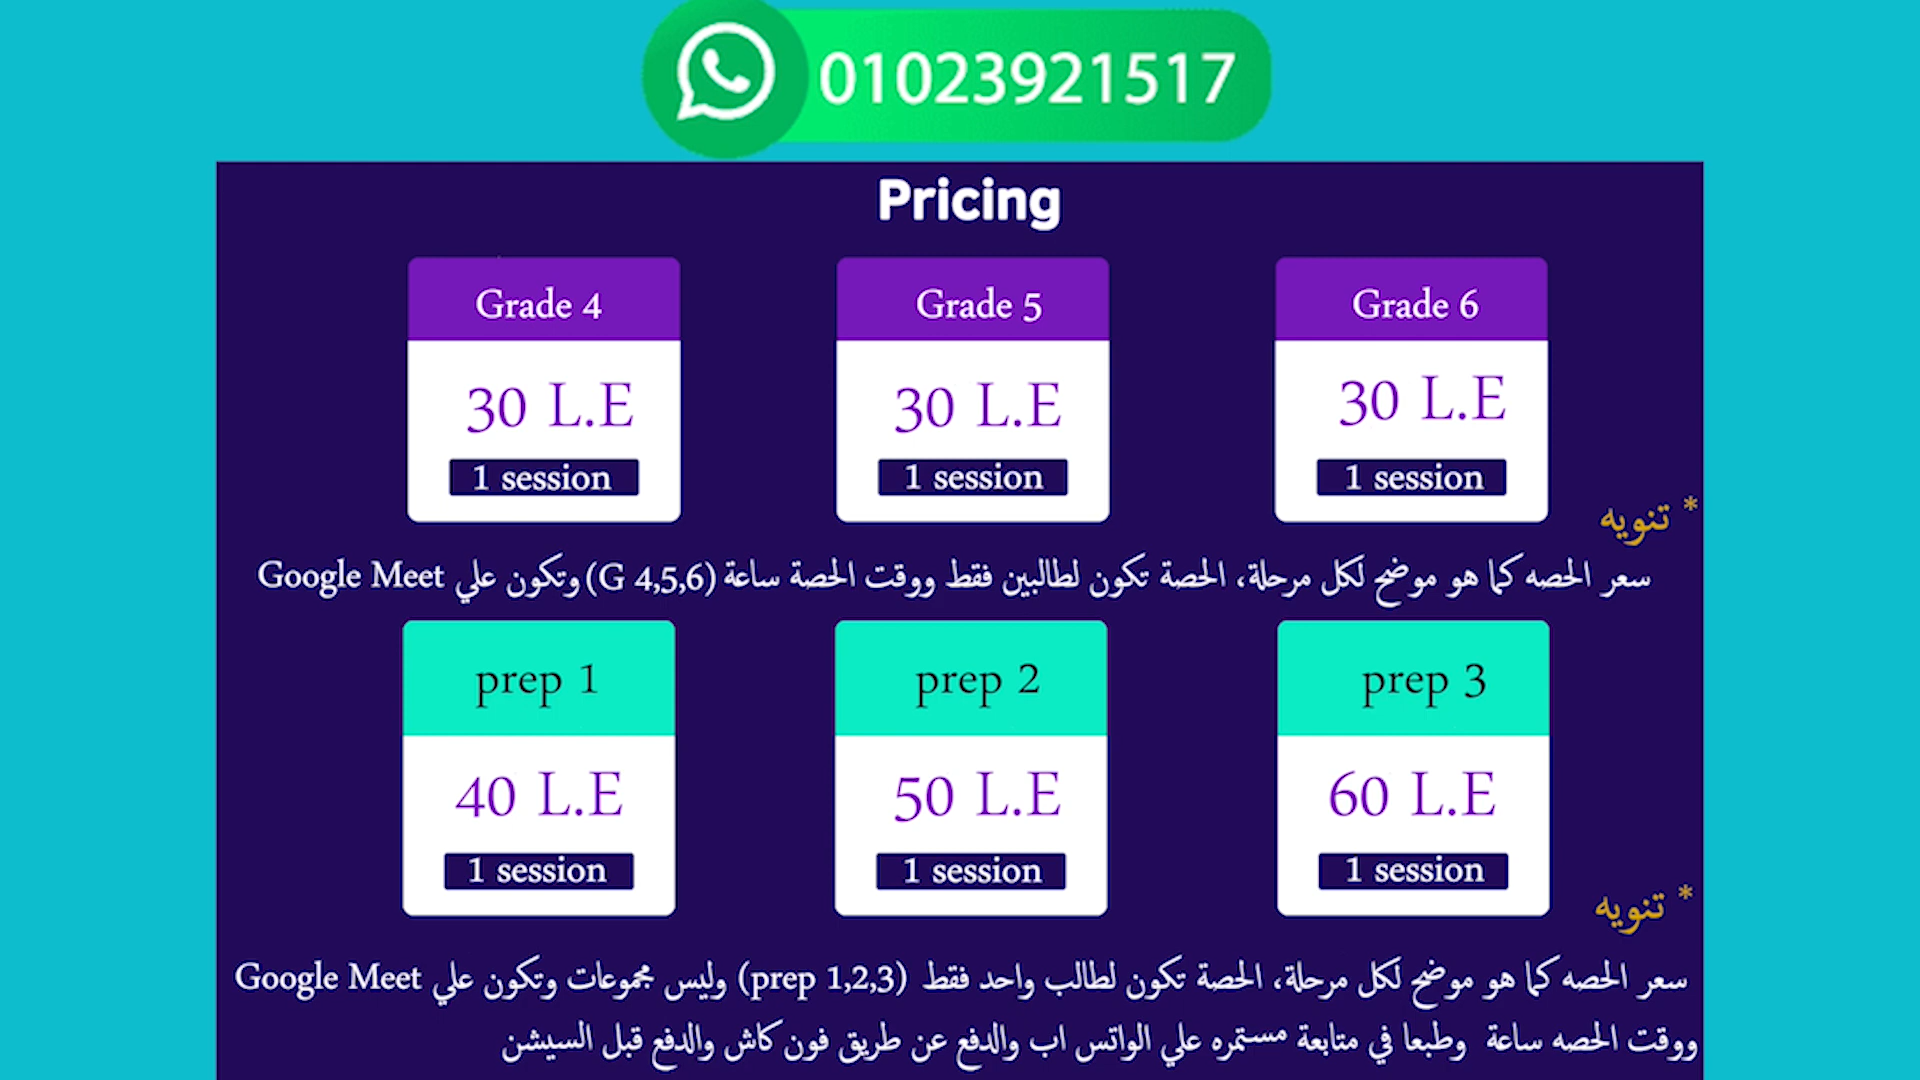 01023921517
Pricing
Grade 4
30 L.E
1 session
Grade 5
30 L.E
1 session
Grade 6
30 L.E
1 session
* تنويه
سعر الحصه كما هو موضح لكل مرحلة، الحصة تكون لطالبين فقط ووقت الحصة ساعة (G 4,5,6) وتكون علي Google Meet
prep 1
40 L.E
1 session
prep 2
50 L.E
1 session
prep 3
60 L.E
1 session
* تنويه
سعر الحصه كما هو موضح لكل مرحلة، الحصة تكون لطالب واحد فقط (prep 1,2,3) وليس مجموعات وتكون علي Google Meet
ووقت الحصه ساعة وطبعا في متابعة مستمره علي الواتس اب والدفع عن طريق فون كاش والدفع قبل السيشن